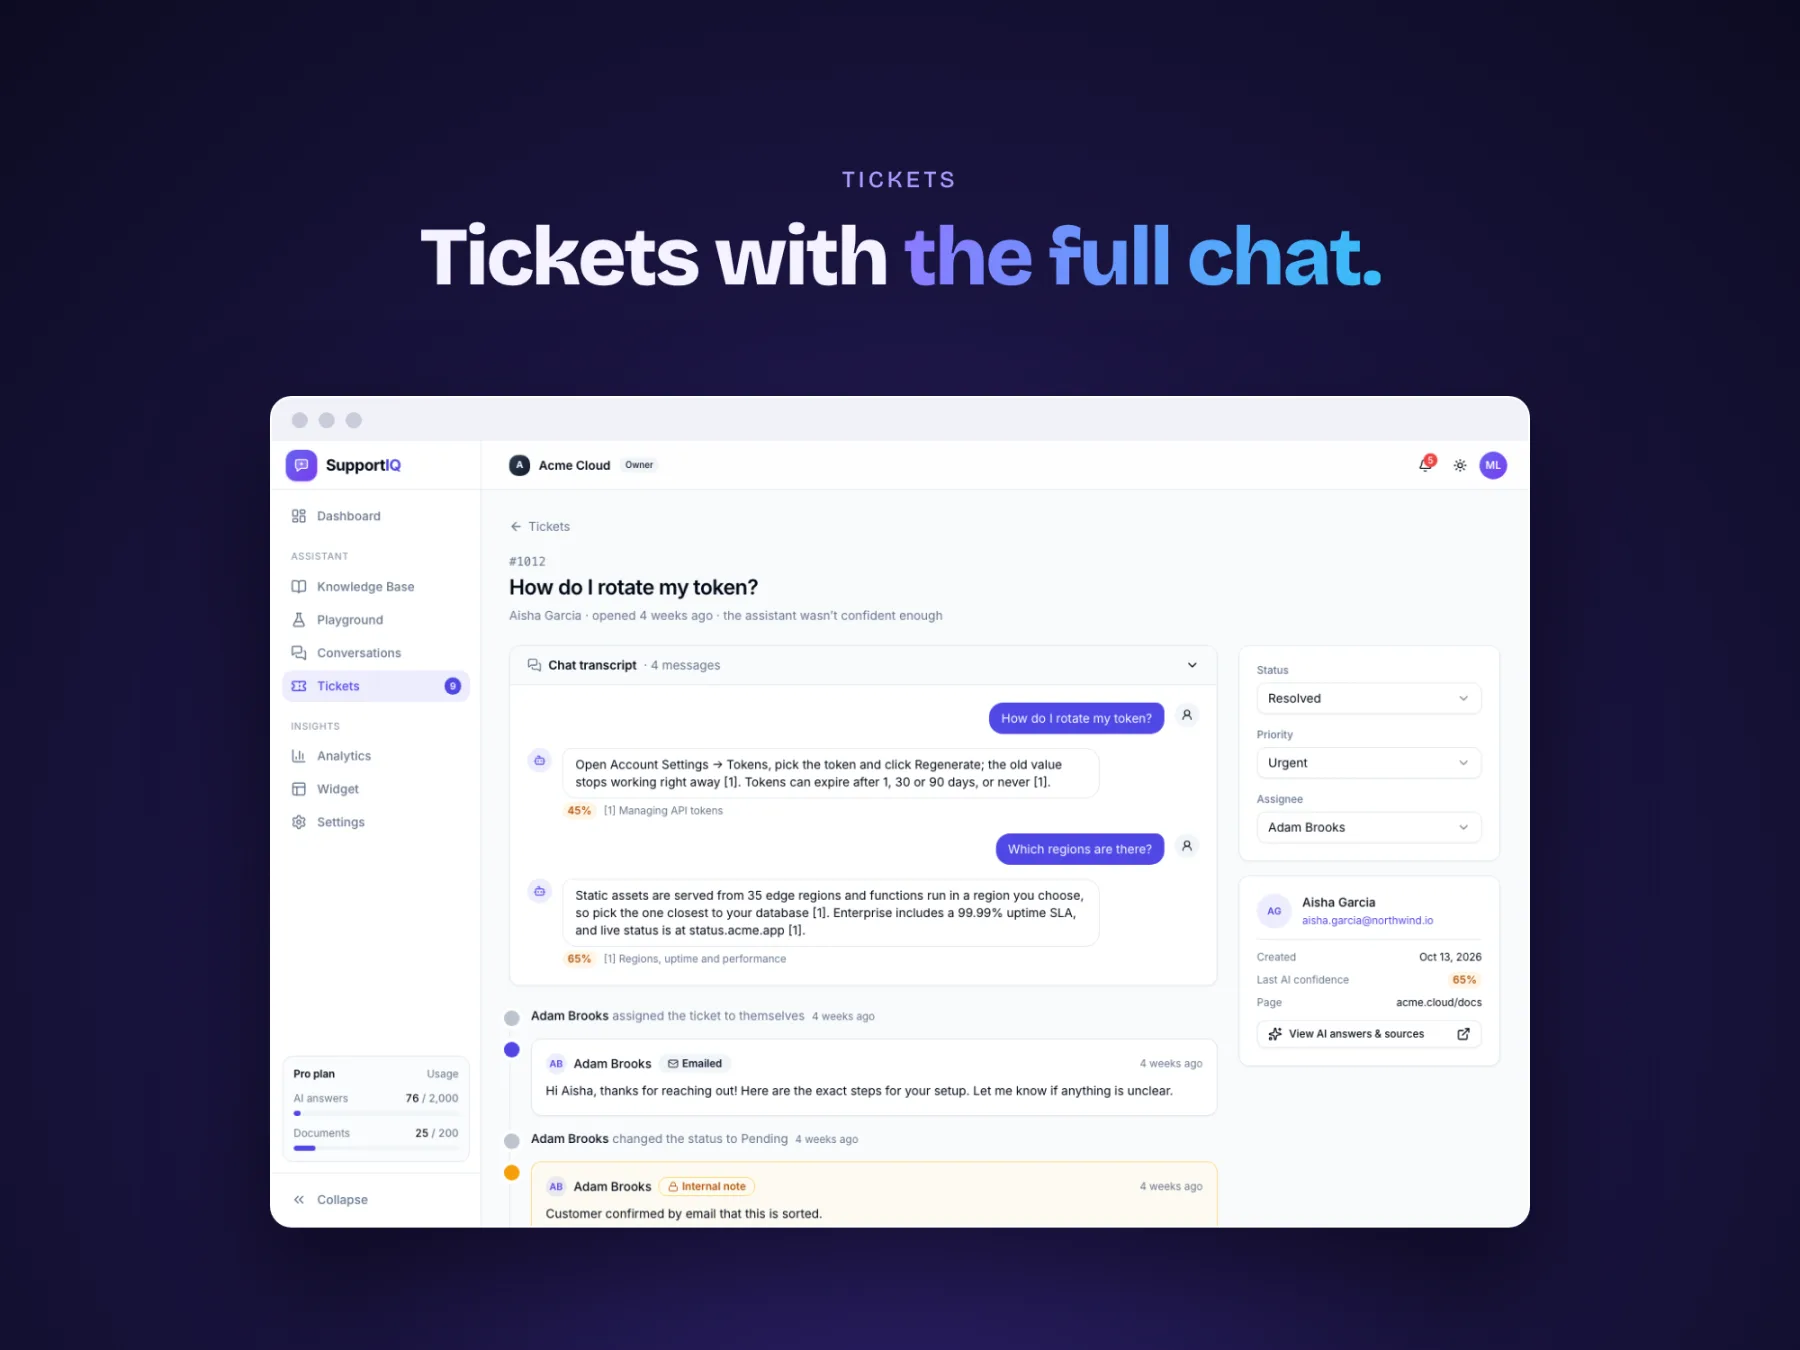 TICKETS
Tickets with the full chat.
SupportIQ
A Acme Cloud Owner
5
ML
Dashboard
ASSISTANT
Knowledge Base
Playground
Conversations
Tickets 9
INSIGHTS
Analytics
Widget
Settings
Pro plan Usage
AI answers 76 / 2,000
Documents 25 / 200
Collapse
← Tickets
#1012
How do I rotate my token?
Aisha Garcia · opened 4 weeks ago · the assistant wasn't confident enough
Chat transcript · 4 messages
How do I rotate my token?
Open Account Settings → Tokens, pick the token and click Regenerate; the old value
stops working right away [1]. Tokens can expire after 1, 30 or 90 days, or never [1].
45% [1] Managing API tokens
Which regions are there?
Static assets are served from 35 edge regions and functions run in a region you choose,
so pick the one closest to your database [1]. Enterprise includes a 99.99% uptime SLA,
and live status is at status.acme.app [1].
65% [1] Regions, uptime and performance
Adam Brooks assigned the ticket to themselves 4 weeks ago
AB Adam Brooks Emailed 4 weeks ago
Hi Aisha, thanks for reaching out! Here are the exact steps for your setup. Let me know if anything is unclear.
Adam Brooks changed the status to Pending 4 weeks ago
AB Adam Brooks Internal note 4 weeks ago
Customer confirmed by email that this is sorted.
Status
Resolved
Priority
Urgent
Assignee
Adam Brooks
AG
Aisha Garcia
aisha.garcia@northwind.io
Created Oct 13, 2026
Last AI confidence 65%
Page acme.cloud/docs
View AI answers & sources